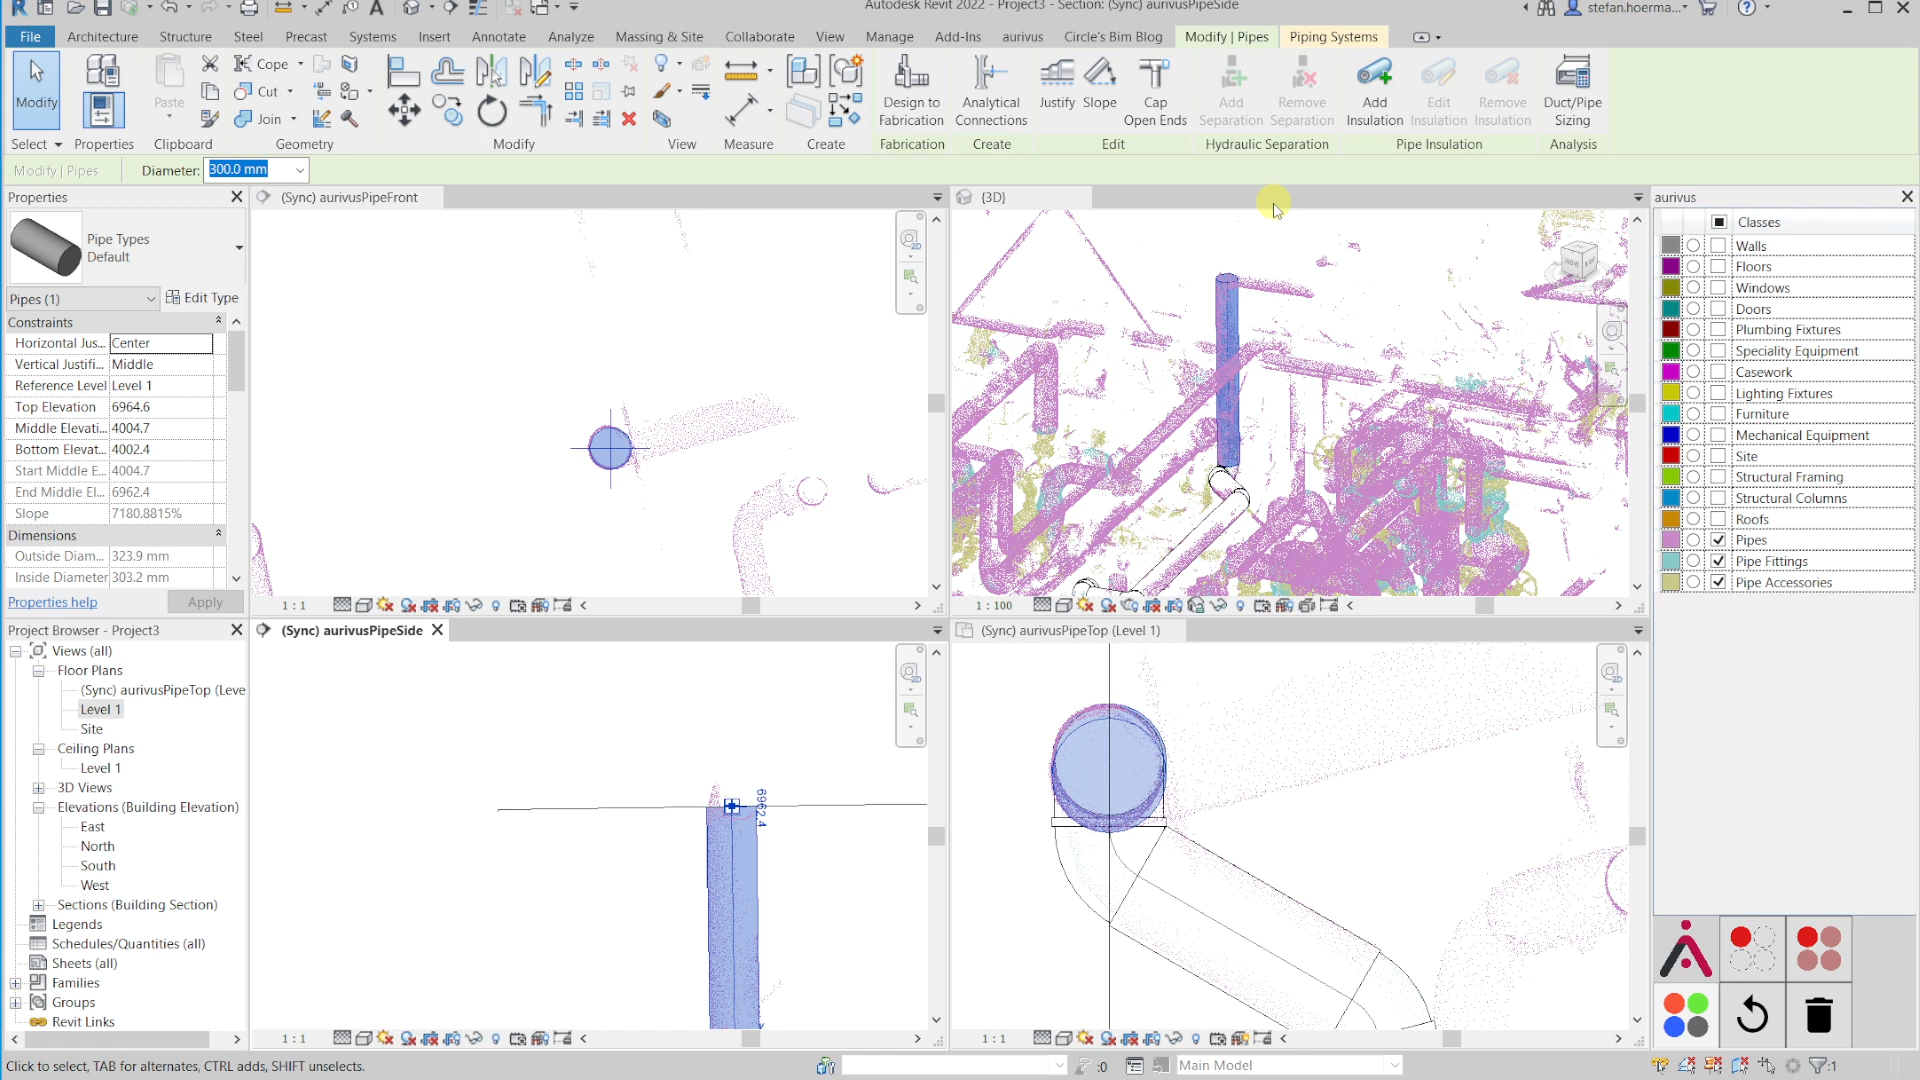 Autodesk Revit 2022 - Project3 - Section: (Sync) aurivusPipeSide
stefan.hoerma...
File Architecture Structure Steel Precast Systems Insert Annotate Analyze Massing & Site Collaborate View Manage Add-Ins aurivus Circle's Bim Blog Modify | Pipes Piping Systems
Modify
Paste
Cope
Cut
Join
Design to Fabrication
Analytical Connections
Justify
Slope
Cap Open Ends
Add Separation
Remove Separation
Add Insulation
Edit Insulation
Remove Insulation
Duct/Pipe Sizing
Select Properties Clipboard Geometry Modify View Measure Create Fabrication Create Edit Hydraulic Separation Pipe Insulation Analysis
Modify | Pipes Diameter: 300.0 mm
Properties
Pipe Types
Default
Pipes (1) Edit Type
Constraints
Horizontal Jus... Center
Vertical Justifi... Middle
Reference Level Level 1
Top Elevation 6964.6
Middle Elevati... 4004.7
Bottom Elevat... 4002.4
Start Middle E... 4004.7
End Middle El... 6962.4
Slope 7180.8815%
Dimensions
Outside Diam... 323.9 mm
Inside Diameter 303.2 mm
Properties help Apply
Project Browser - Project3
Views (all)
Floor Plans
(Sync) aurivusPipeTop (Leve
Level 1
Site
Ceiling Plans
Level 1
3D Views
Elevations (Building Elevation)
East
North
South
West
Sections (Building Section)
Legends
Schedules/Quantities (all)
Sheets (all)
Families
Groups
Revit Links
(Sync) aurivusPipeFront
1 : 1
{3D}
1 : 100
(Sync) aurivusPipeSide
6962.4
1 : 1
(Sync) aurivusPipeTop (Level 1)
1 : 1
aurivus
Classes
Walls
Floors
Windows
Doors
Plumbing Fixtures
Speciality Equipment
Casework
Lighting Fixtures
Furniture
Mechanical Equipment
Site
Structural Framing
Structural Columns
Roofs
Pipes
Pipe Fittings
Pipe Accessories
Click to select, TAB for alternates, CTRL adds, SHIFT unselects.
:0
Main Model
:1